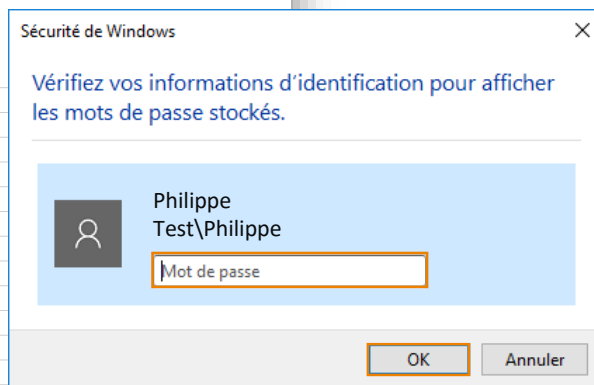 Sécurité de Windows
Vérifiez vos informations d’identification pour afficher
les mots de passe stockés.
Philippe
Test\Philippe
Mot de passe
OK
Annuler